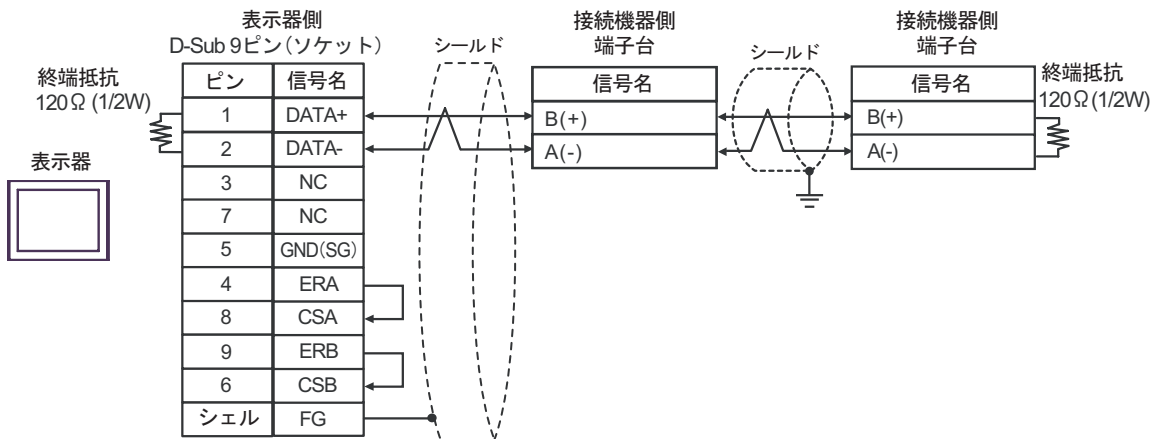 表示器側
D-Sub 9ピン(ソケット)
シールド
接続機器側
端子台
シールド
接続機器側
端子台
終端抵抗
120Ω (1/2W)
ピン 信号名
1 DATA+
2 DATA-
3 NC
7 NC
5 GND(SG)
4 ERA
8 CSA
9 ERB
6 CSB
シェル FG
表示器
信号名
B(+)
A(-)
信号名
B(+)
A(-)
終端抵抗
120Ω(1/2W)